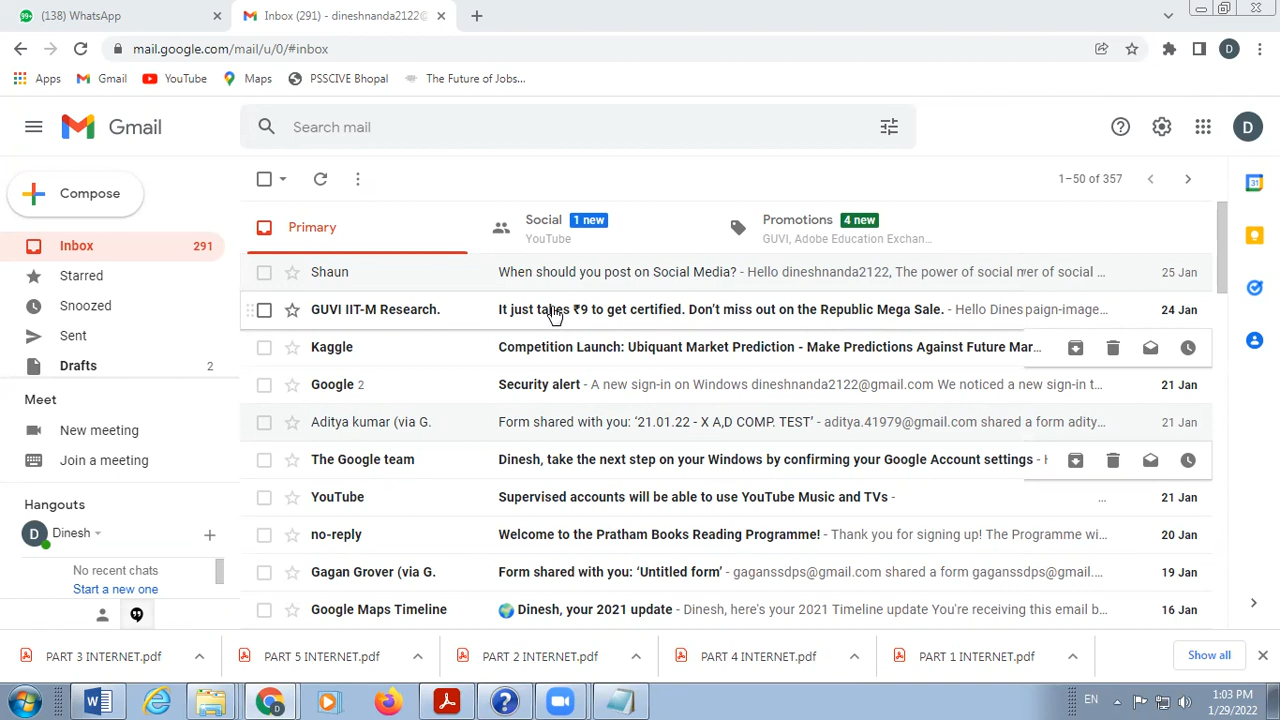 99+ (138) WhatsApp
Inbox (291) - dineshnanda2122@
mail.google.com/mail/u/0/#inbox
D
Apps Gmail YouTube Maps PSSCIVE Bhopal The Future of Jobs...
Gmail
Search mail
D
Compose
1–50 of 357
Primary
Social 1 new
YouTube
Promotions 4 new
GUVI, Adobe Education Exchan...
Inbox 291
Starred
Snoozed
Sent
Drafts 2
Meet
New meeting
Join a meeting
Hangouts
D Dinesh
No recent chats
Start a new one
Shaun When should you post on Social Media? - Hello dineshnanda2122, The power of social mer of social ... 25 Jan
GUVI IIT-M Research. It just takes ₹9 to get certified. Don't miss out on the Republic Mega Sale. - Hello Dines paign-image... 24 Jan
Kaggle Competition Launch: Ubiquant Market Prediction - Make Predictions Against Future Mar...
Google 2 Security alert - A new sign-in on Windows dineshnanda2122@gmail.com We noticed a new sign-in t... 21 Jan
Aditya kumar (via G. Form shared with you: ‘21.01.22 - X A,D COMP. TEST’ - aditya.41979@gmail.com shared a form adity... 21 Jan
The Google team Dinesh, take the next step on your Windows by confirming your Google Account settings -
YouTube Supervised accounts will be able to use YouTube Music and TVs - ... 21 Jan
no-reply Welcome to the Pratham Books Reading Programme! - Thank you for signing up! The Programme wi... 20 Jan
Gagan Grover (via G. Form shared with you: ‘Untitled form’ - gaganssdps@gmail.com shared a form gaganssdps@gmail.... 19 Jan
Google Maps Timeline Dinesh, your 2021 update - Dinesh, here's your 2021 Timeline update You're receiving this email b... 16 Jan
31
PART 3 INTERNET.pdf PART 5 INTERNET.pdf PART 2 INTERNET.pdf PART 4 INTERNET.pdf PART 1 INTERNET.pdf Show all
EN
1:03 PM
1/29/2022